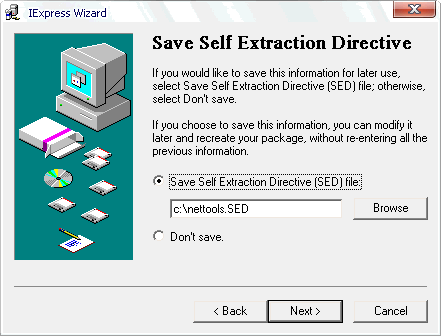 IExpress Wizard
Save Self Extraction Directive
If you would like to save this information for later use,
select Save Self Extraction Directive (SED) file; otherwise,
select Don't save.
If you choose to save this information, you can modify it
later and recreate your package, without re-entering all the
previous information.
Save Self Extraction Directive (SED) file:
c:\nettools.SED
Browse
Don't save.
< Back
Next >
Cancel